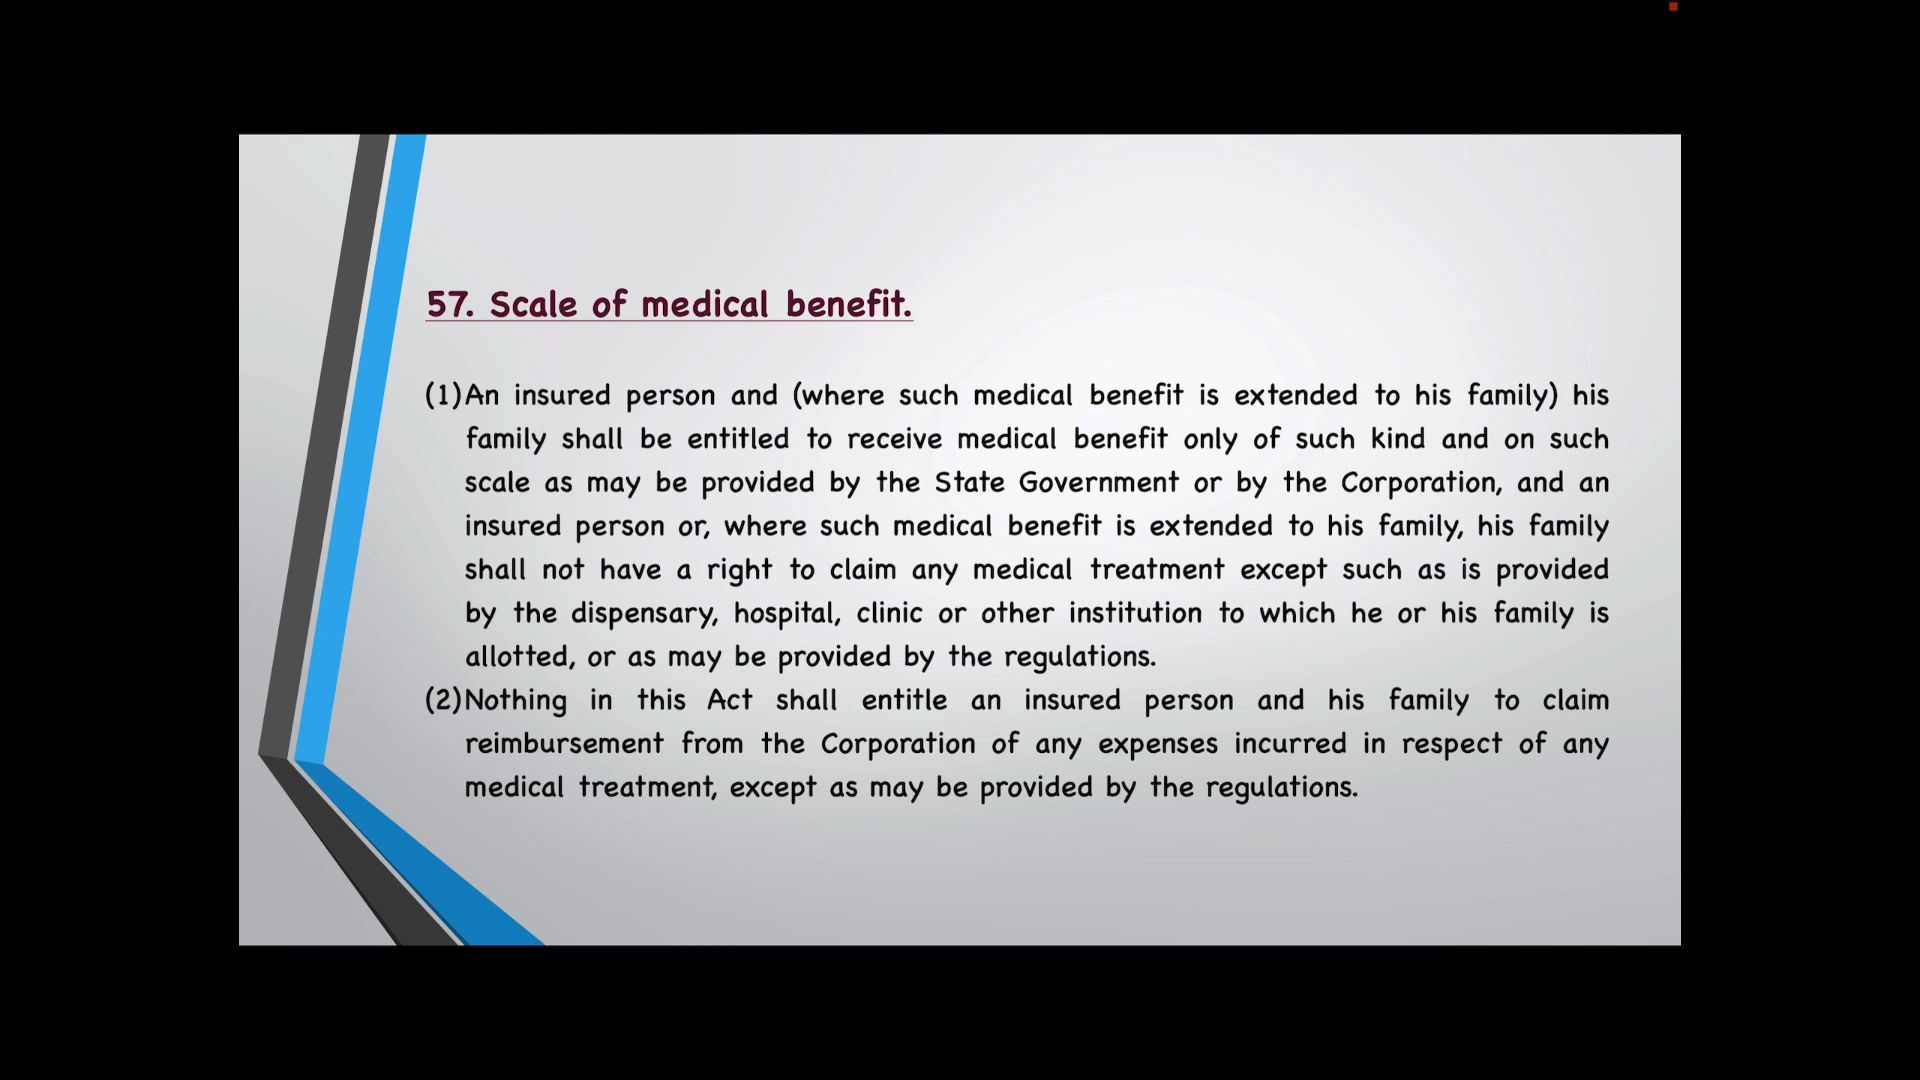 57. Scale of medical benefit.
(1)An insured person and (where such medical benefit is extended to his family) his
family shall be entitled to receive medical benefit only of such kind and on such
scale as may be provided by the State Government or by the Corporation, and an
insured person or, where such medical benefit is extended to his family, his family
shall not have a right to claim any medical treatment except such as is provided
by the dispensary, hospital, clinic or other institution to which he or his family is
allotted, or as may be provided by the regulations.
(2)Nothing in this Act shall entitle an insured person and his family to claim
reimbursement from the Corporation of any expenses incurred in respect of any
medical treatment, except as may be provided by the regulations.